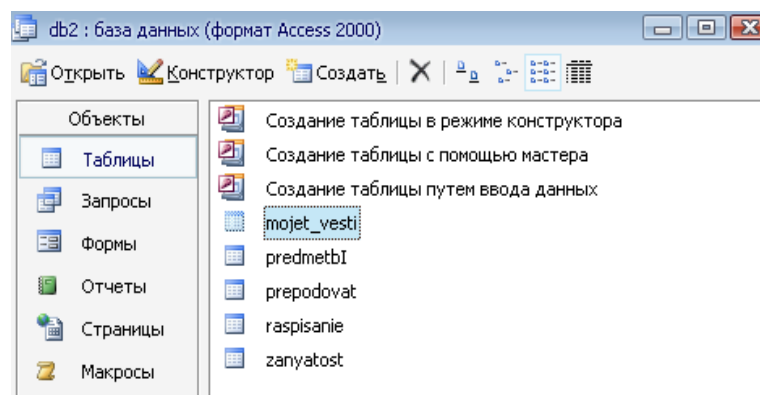 db2 : база данных (формат Access 2000)
Открыть Конструктор Создать
Объекты
Таблицы
Запросы
Формы
Отчеты
Страницы
Макросы
Создание таблицы в режиме конструктора
Создание таблицы с помощью мастера
Создание таблицы путем ввода данных
mojet_vesti
predmetbI
prepodovat
raspisanie
zanyatost